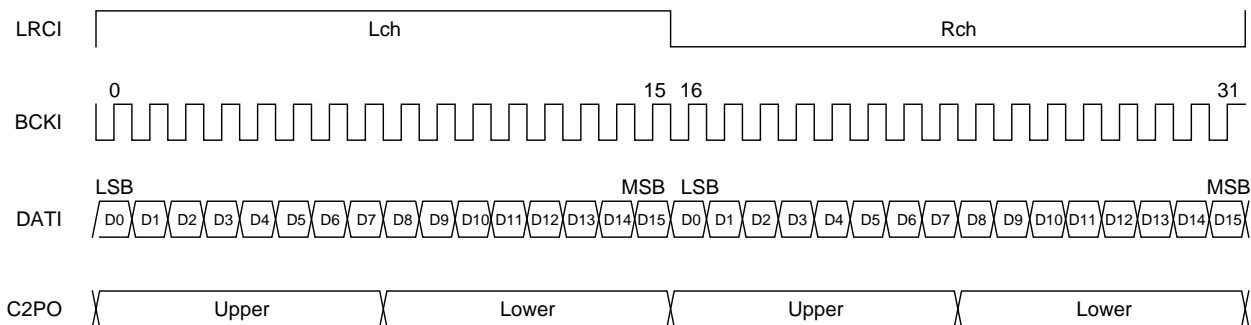 LRCI Lch Rch
0 15 16 31
BCKI
LSB MSB LSB MSB
DATI D0 D1 D2 D3 D4 D5 D6 D7 D8 D9 D10 D11 D12 D13 D14 D15 D0 D1 D2 D3 D4 D5 D6 D7 D8 D9 D10 D11 D12 D13 D14 D15
C2PO Upper Lower Upper Lower